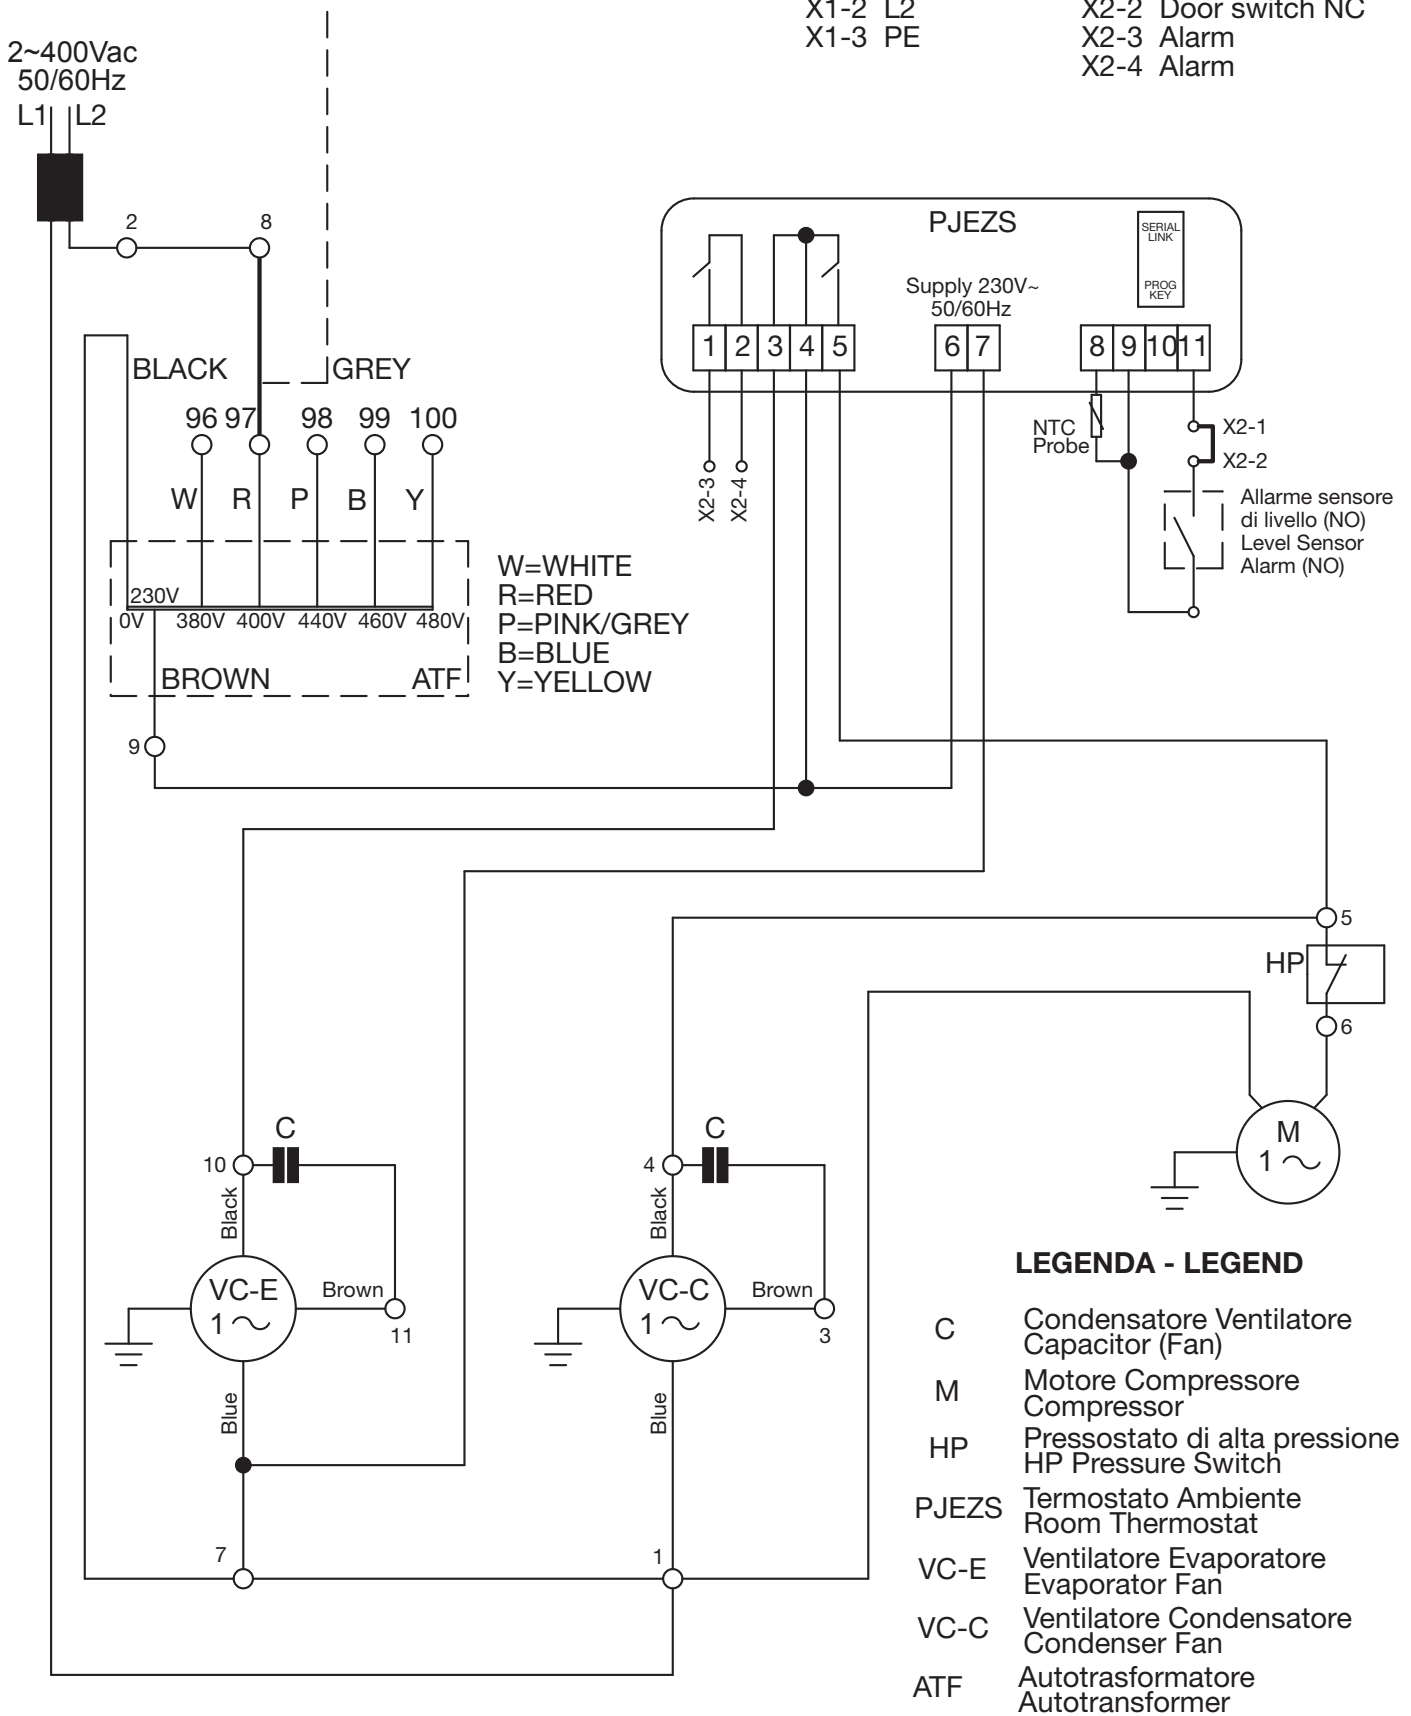 X1-2 L2
X1-3 PE
X2-2 Door switch NC
X2-3 Alarm
X2-4 Alarm
2~400Vac
50/60Hz
L1 L2
2 8
PJEZS
SERIAL
LINK
PROG
KEY
Supply 230V~
50/60Hz
1 2 3 4 5 6 7 8 9 10 11
BLACK GREY
96 97 98 99 100
W R P B Y
X2-3
X2-4
NTC
Probe
X2-1
X2-2
Allarme sensore
di livello (NO)
Level Sensor
Alarm (NO)
230V
0V 380V 400V 440V 460V 480V
BROWN ATF
W=WHITE
R=RED
P=PINK/GREY
B=BLUE
Y=YELLOW
9
5
HP
6
M
1
C
10
Black
VC-E
1
Brown
11
Blue
7
C
4
Black
VC-C
1
Brown
3
Blue
1
LEGENDA - LEGEND
C Condensatore Ventilatore
Capacitor (Fan)
M Motore Compressore
Compressor
HP Pressostato di alta pressione
HP Pressure Switch
PJEZS Termostato Ambiente
Room Thermostat
VC-E Ventilatore Evaporatore
Evaporator Fan
VC-C Ventilatore Condensatore
Condenser Fan
ATF Autotrasformatore
Autotransformer